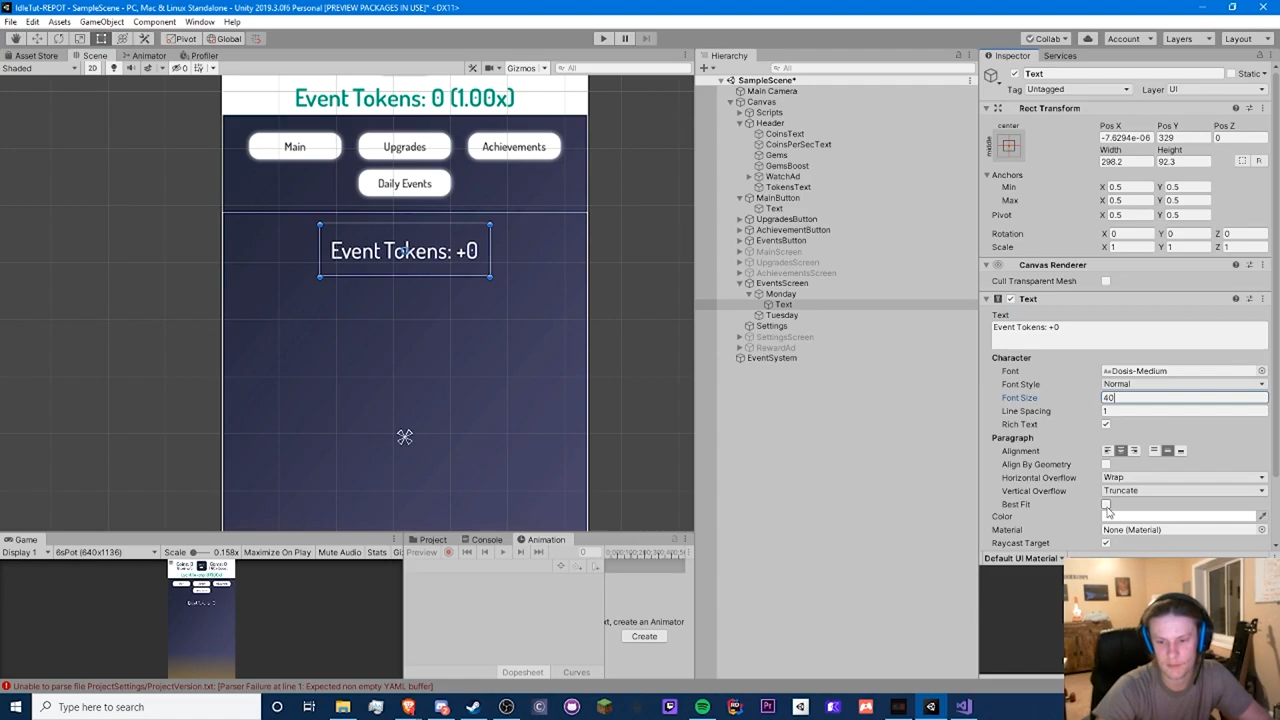 IdleTut-REPOT - SampleScene - PC, Mac & Linux Standalone - Unity 2019.3.0f6 Personal [PREVIEW PACKAGES IN USE]* <DX11>
File Edit Assets GameObject Component Window Help
Pivot Global Collab Account Layers Layout
Asset Store Scene Animator Profiler
Shaded 2D 0 Gizmos All
Event Tokens: 0 (1.00x)
Main Upgrades Achievements
Daily Events
Event Tokens: +0
Hierarchy
All
SampleScene*
Main Camera
Canvas
Scripts
Header
CoinsText
CoinsPerSecText
Gems
GemsBoost
WatchAd
TokensText
MainButton
Text
UpgradesButton
AchievementButton
EventsButton
MainScreen
UpgradesScreen
AchievementsScreen
EventsScreen
Monday
Text
Tuesday
Settings
SettingsScreen
RewardAd
EventSystem
Inspector Services
Text Static
Tag Untagged Layer UI
Rect Transform
center Pos X Pos Y Pos Z
middle -7.6294e-06 329 0
Width Height
298.2 92.3 R
Anchors
Min X 0.5 Y 0.5
Max X 0.5 Y 0.5
Pivot X 0.5 Y 0.5
Rotation X 0 Y 0 Z 0
Scale X 1 Y 1 Z 1
Canvas Renderer
Cull Transparent Mesh
Text
Text
Event Tokens: +0
Character
Font Dosis-Medium
Font Style Normal
Font Size 40
Line Spacing 1
Rich Text
Paragraph
Alignment
Align By Geometry
Horizontal Overflow Wrap
Vertical Overflow Truncate
Best Fit
Color
Material None (Material)
Raycast Target
Default UI Material
Game
Display 1 6sPot (640x1136) Scale 0.158x Maximize On Play Mute Audio Stats
Project Console Animation
Preview 0
xt, create an Animator
Create
Dopesheet Curves
Unable to parse file ProjectSettings/ProjectVersion.txt: [Parser Failure at line 1: Expected non empty YAML buffer]
Type here to search